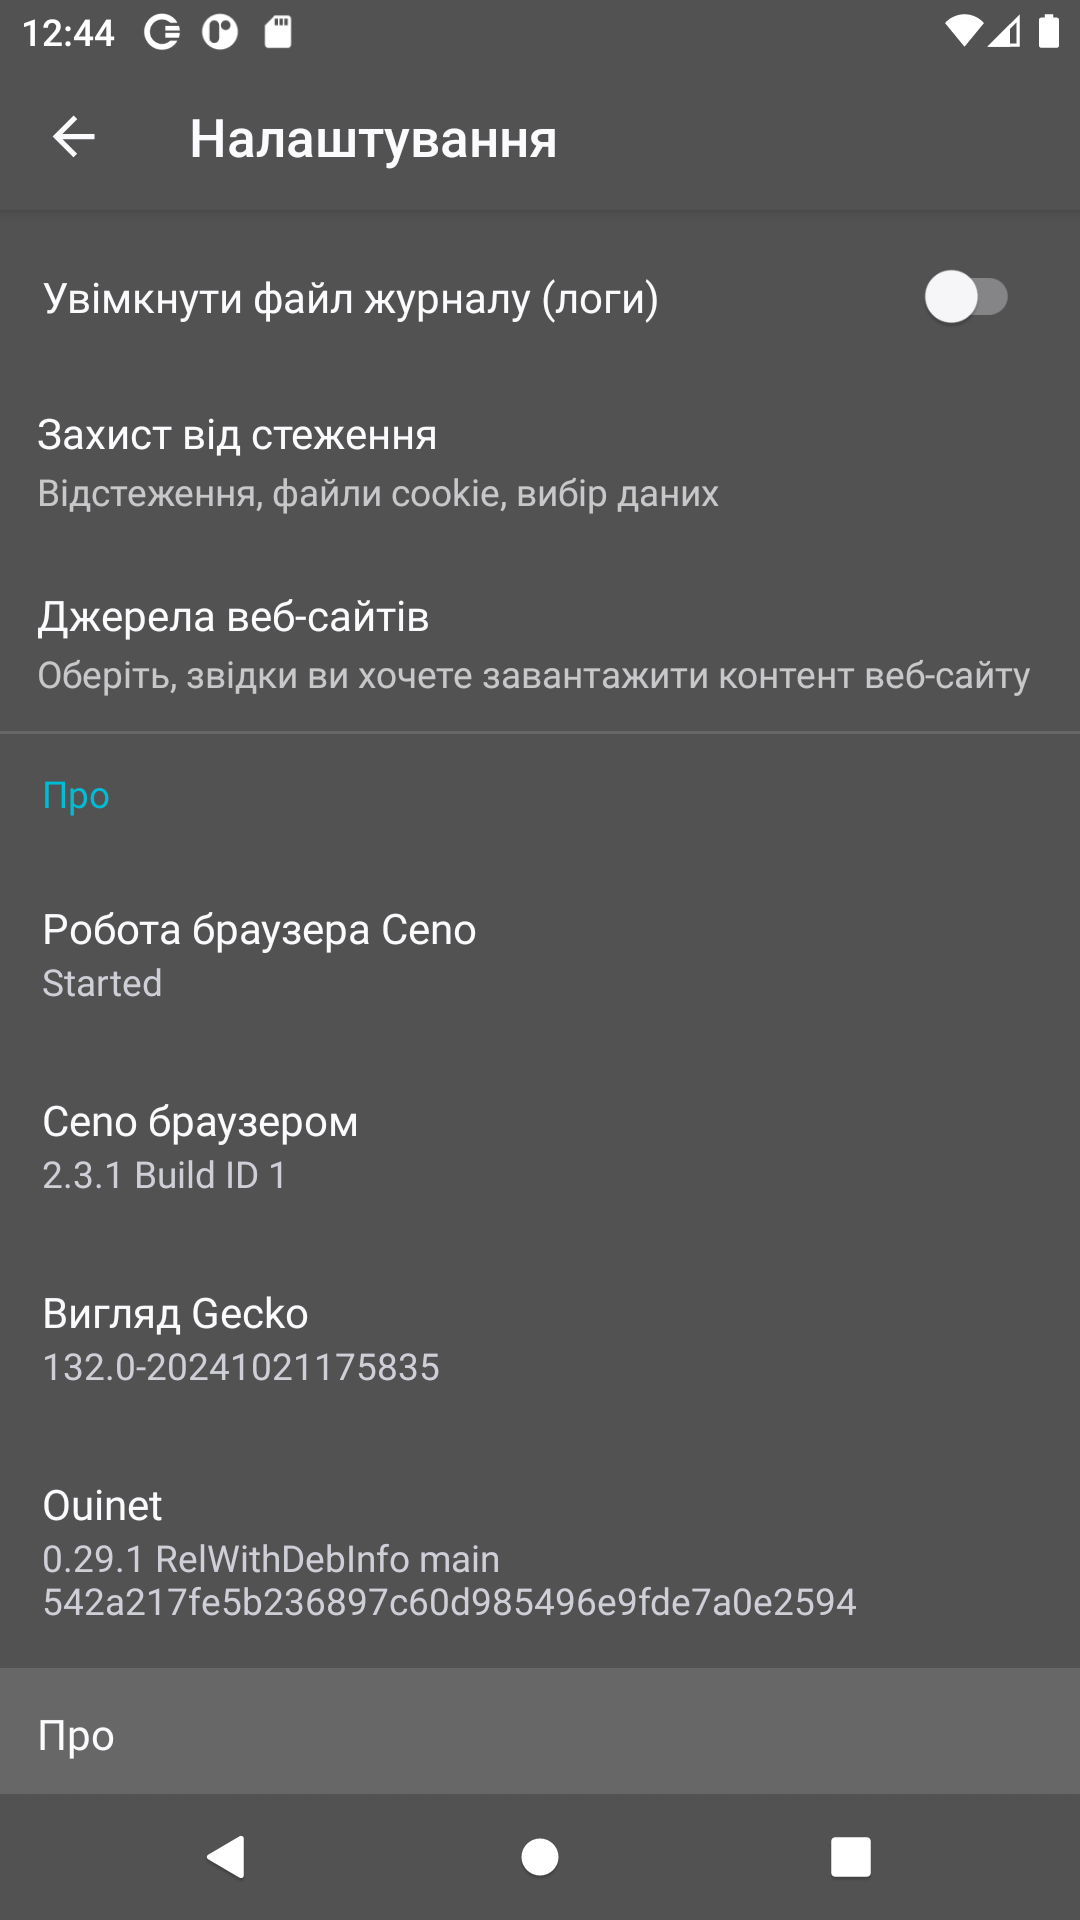 12:44
Налаштування
Увімкнути файл журналу (логи)
Захист від стеження
Відстеження, файли cookie, вибір даних
Джерела веб-сайтів
Оберіть, звідки ви хочете завантажити контент веб-сайту
Про
Робота браузера Ceno
Started
Ceno браузером
2.3.1 Build ID 1
Вигляд Gecko
132.0-20241021175835
Ouinet
0.29.1 RelWithDebInfo main
542a217fe5b236897c60d985496e9fde7a0e2594
Про